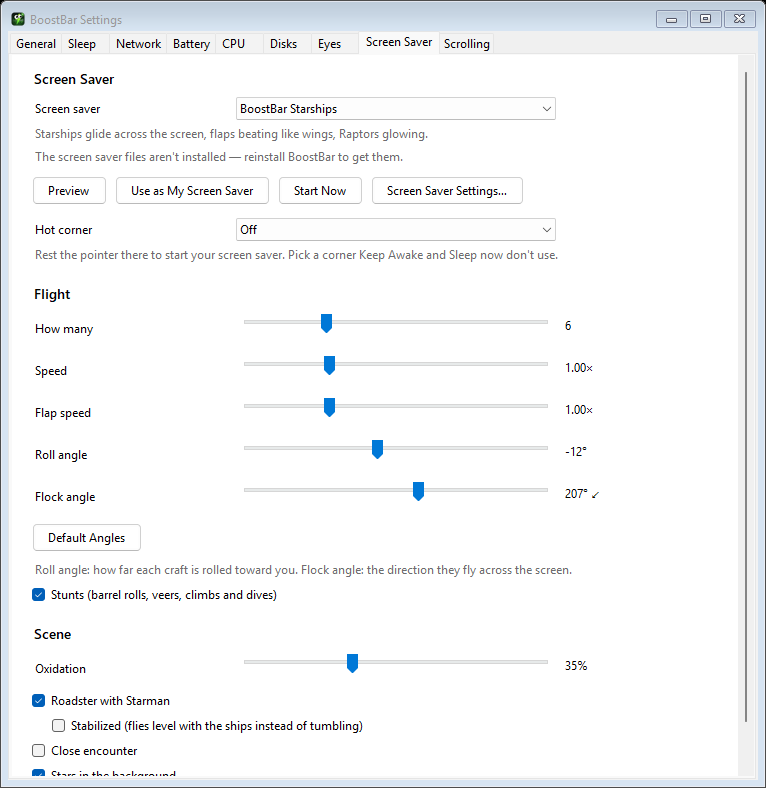 BoostBar Settings
General Sleep Network Battery CPU Disks Eyes Screen Saver Scrolling
Screen Saver
Screen saver BoostBar Starships
Starships glide across the screen, flaps beating like wings, Raptors glowing.
The screen saver files aren't installed — reinstall BoostBar to get them.
Preview Use as My Screen Saver Start Now Screen Saver Settings...
Hot corner Off
Rest the pointer there to start your screen saver. Pick a corner Keep Awake and Sleep now don't use.
Flight
How many 6
Speed 1.00×
Flap speed 1.00×
Roll angle -12°
Flock angle 207° ↙
Default Angles
Roll angle: how far each craft is rolled toward you. Flock angle: the direction they fly across the screen.
Stunts (barrel rolls, veers, climbs and dives)
Scene
Oxidation 35%
Roadster with Starman
Stabilized (flies level with the ships instead of tumbling)
Close encounter
Stars in the background